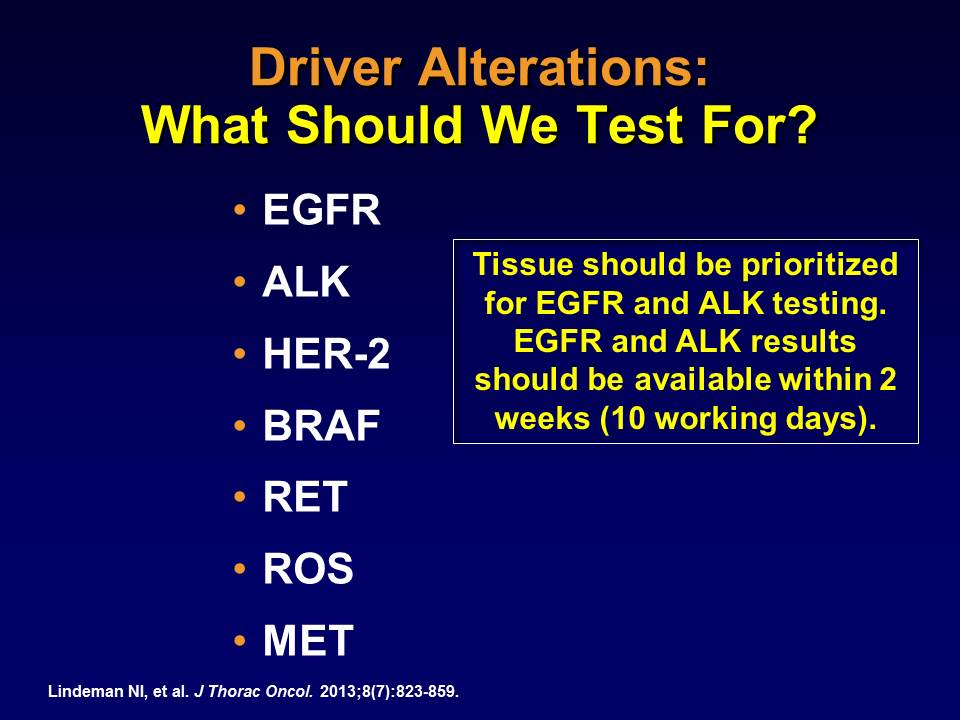 Driver Alterations:
What Should We Test For?
• EGFR
• ALK
• HER-2
• BRAF
• RET
• ROS
• MET
Tissue should be prioritized
for EGFR and ALK testing.
EGFR and ALK results
should be available within 2
weeks (10 working days).
Lindeman NI, et al. J Thorac Oncol. 2013;8(7):823-859.